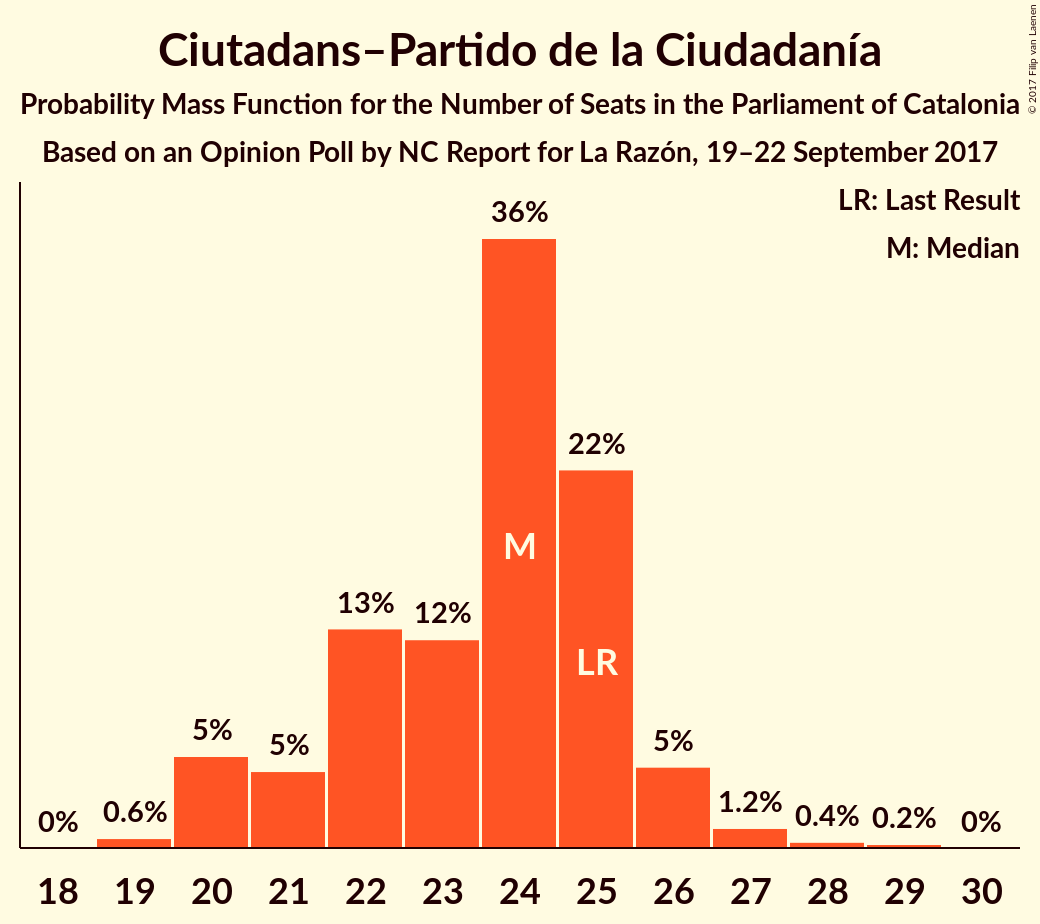 Ciutadans–Partido de la Ciudadanía
Probability Mass Function for the Number of Seats in the Parliament of Catalonia
Based on an Opinion Poll by NC Report for La Razón, 19–22 September 2017
© 2017 Filip van Laenen
LR: Last Result
M: Median
0%
0.6%
5%
5%
13%
12%
36%
22%
5%
1.2%
0.4%
0.2%
0%
M
LR
18 19 20 21 22 23 24 25 26 27 28 29 30